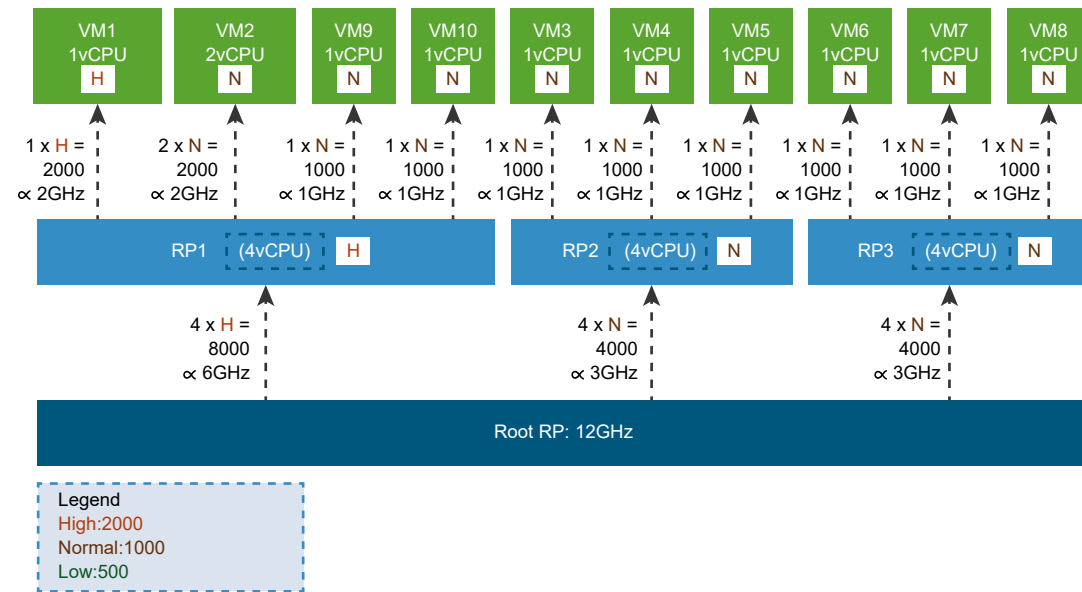 VM1
1vCPU
H
VM2
2vCPU
N
VM9
1vCPU
N
VM10
1vCPU
N
VM3
1vCPU
N
VM4
1vCPU
N
VM5
1vCPU
N
VM6
1vCPU
N
VM7
1vCPU
N
VM8
1vCPU
N
1 x H =
2000
∝ 2GHz
2 x N =
2000
∝ 2GHz
1 x N =
1000
∝ 1GHz
1 x N =
1000
∝ 1GHz
1 x N =
1000
∝ 1GHz
1 x N =
1000
∝ 1GHz
1 x N =
1000
∝ 1GHz
1 x N =
1000
∝ 1GHz
1 x N =
1000
∝ 1GHz
1 x N =
1000
∝ 1GHz
RP1 (4vCPU) H
RP2 (4vCPU) N
RP3 (4vCPU) N
4 x H =
8000
∝ 6GHz
4 x N =
4000
∝ 3GHz
4 x N =
4000
∝ 3GHz
Root RP: 12GHz
Legend
High:2000
Normal:1000
Low:500